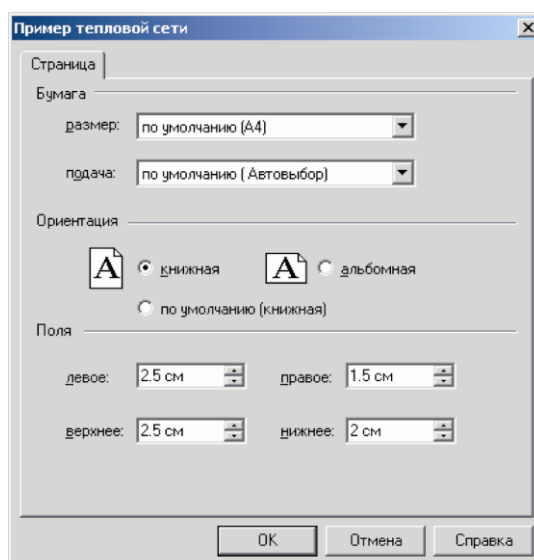 Пример тепловой сети
Страница
Бумага
размер: по умолчанию (А4)
подача: по умолчанию ( Автовыбор)
Ориентация
A книжная A альбомная
по умолчанию (книжная)
Поля
левое: 2.5 см правое: 1.5 см
верхнее: 2.5 см нижнее: 2 см
OK Отмена Справка